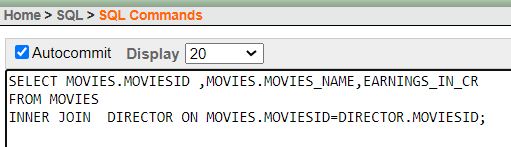 Home > SQL > SQL Commands
Autocommit Display 20
SELECT MOVIES.MOVIESID ,MOVIES.MOVIES_NAME,EARNINGS_IN_CR
FROM MOVIES
INNER JOIN  DIRECTOR ON MOVIES.MOVIESID=DIRECTOR.MOVIESID;